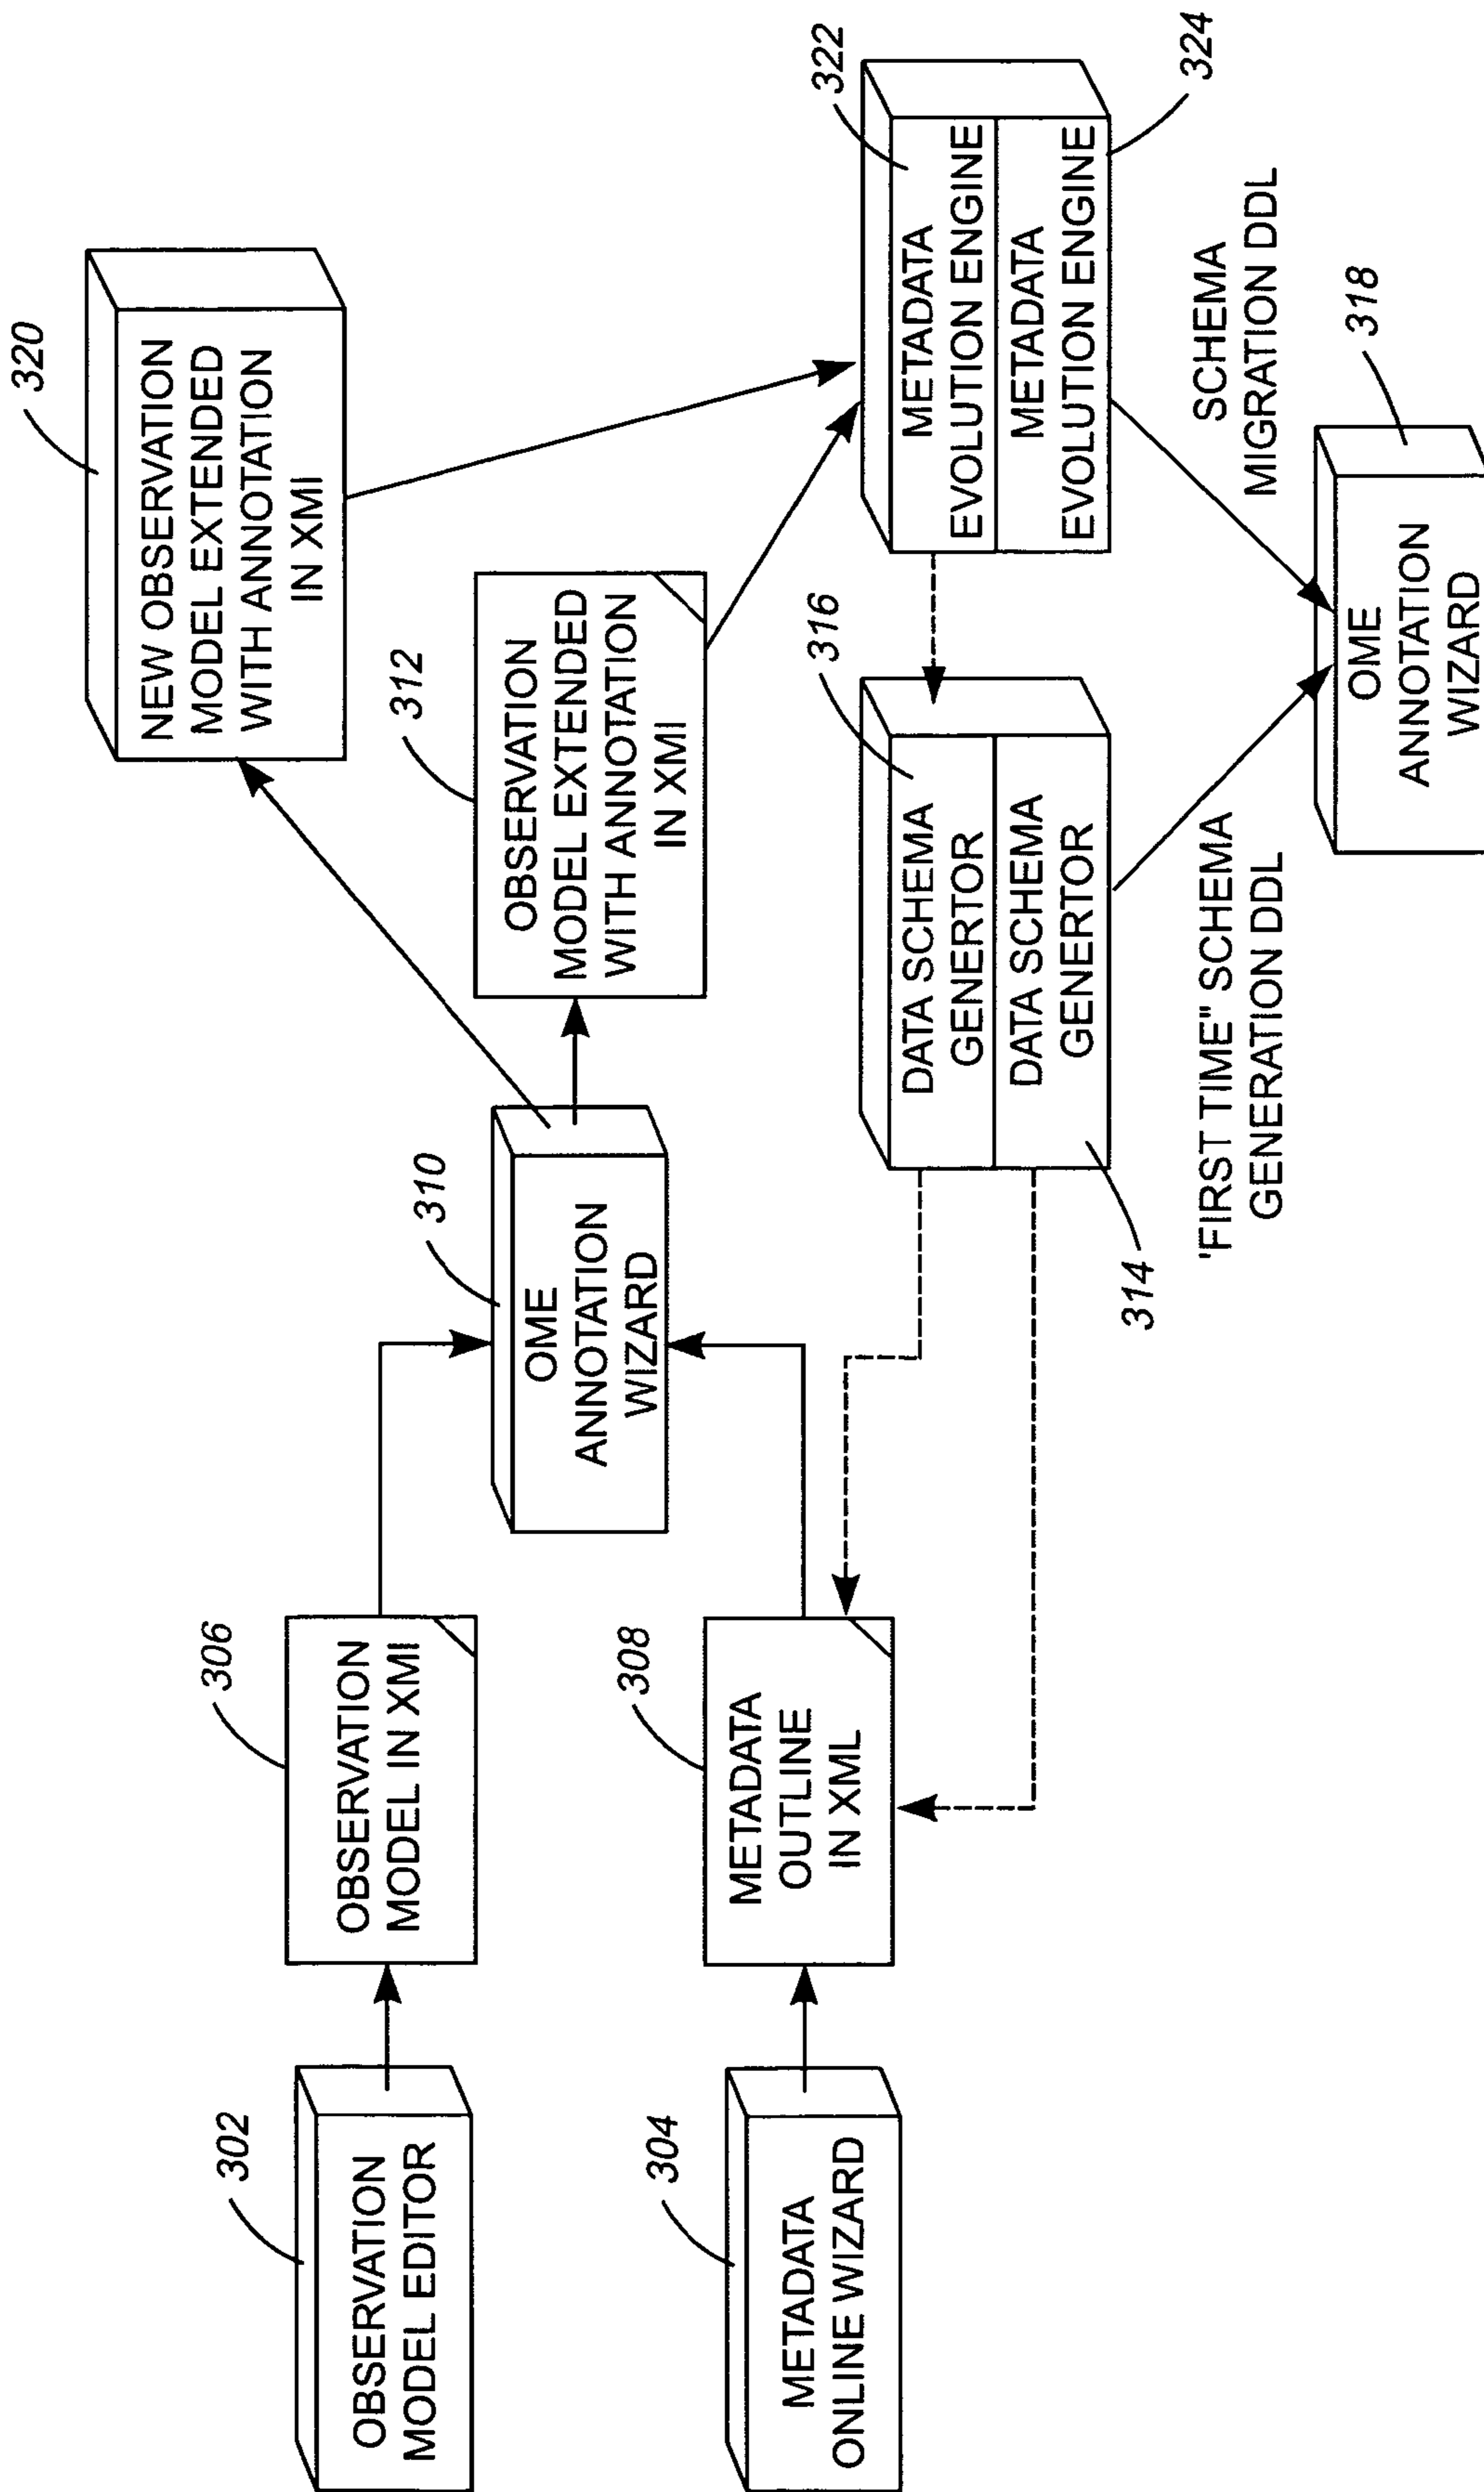 302
OBSERVATION
MODEL EDITOR
304
METADATA
ONLINE WIZARD
306
OBSERVATION
MODEL IN XMI
308
METADATA
OUTLINE
IN XML
310
OME
ANNOTATION
WIZARD
312
OBSERVATION
MODEL EXTENDED
WITH ANNOTATION
IN XMI
320
NEW OBSERVATION
MODEL EXTENDED
WITH ANNOTATION
IN XMI
316
DATA SCHEMA
GENERTOR
DATA SCHEMA
GENERTOR
314
322
METADATA
EVOLUTION ENGINE
METADATA
EVOLUTION ENGINE
324
'FIRST TIME" SCHEMA
GENERATION DDL
SCHEMA
MIGRATION DDL
318
OME
ANNOTATION
WIZARD